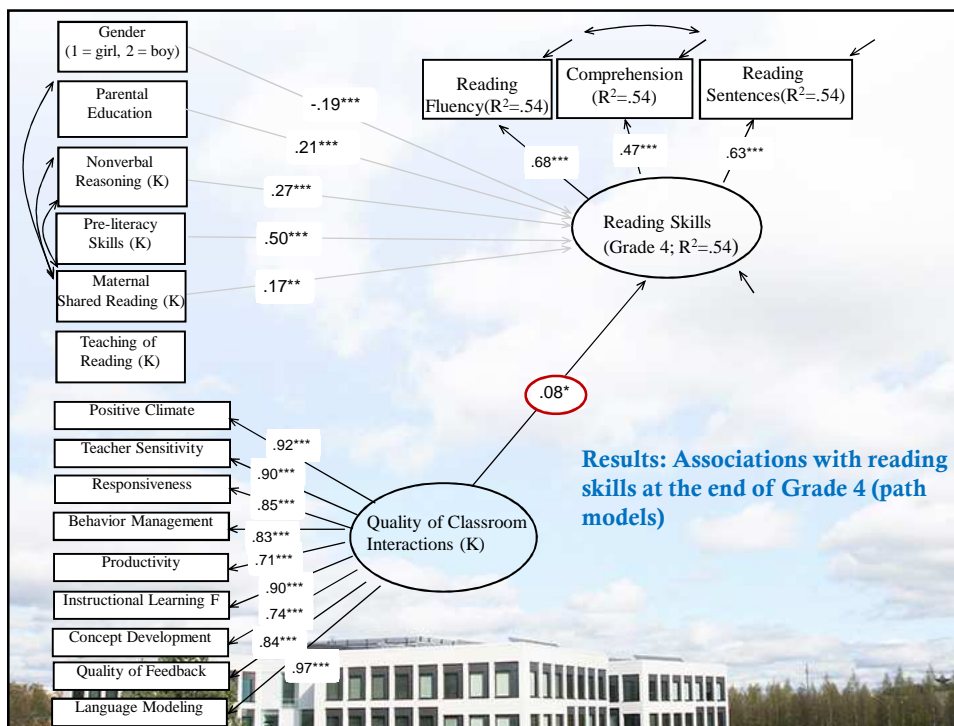 Gender
(1 = girl, 2 = boy)
Parental
Education
Nonverbal
Reasoning (K)
Pre-literacy
Skills (K)
Maternal
Shared Reading (K)
Teaching of
Reading (K)
-.19***
.21***
.27***
.50***
.17**
Reading
Fluency(R²=.54)
Comprehension
(R²=.54)
Reading
Sentences(R²=.54)
.68***
.47***
.63***
Reading Skills
(Grade 4; R²=.54)
.08*
Results: Associations with reading
skills at the end of Grade 4 (path
models)
Positive Climate
Teacher Sensitivity
Responsiveness
Behavior Management
Productivity
Instructional Learning F
Concept Development
Quality of Feedback
Language Modeling
.92***
.90***
.85***
.83***
.71***
.90***
.74***
.84***
.97***
Quality of Classroom
Interactions (K)